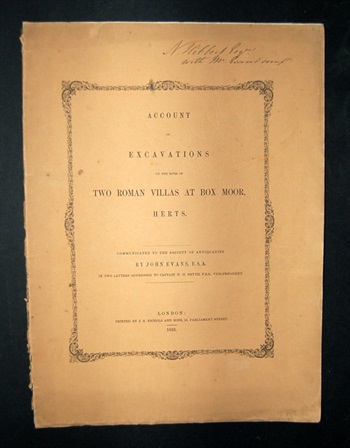 ACCOUNT
OF
EXCAVATIONS
ON THE SITES OF
TWO ROMAN VILLAS AT BOX MOOR,
HERTS.
COMMUNICATED TO THE SOCIETY OF ANTIQUARIES
BY JOHN EVANS, F.S.A.
IN TWO LETTERS ADDRESSED TO CAPTAIN W. H. SMYTH, F.S.A., VICE-PRESIDENT
LONDON:
PRINTED BY J. B. NICHOLS AND SONS, 25, PARLIAMENT STREET.